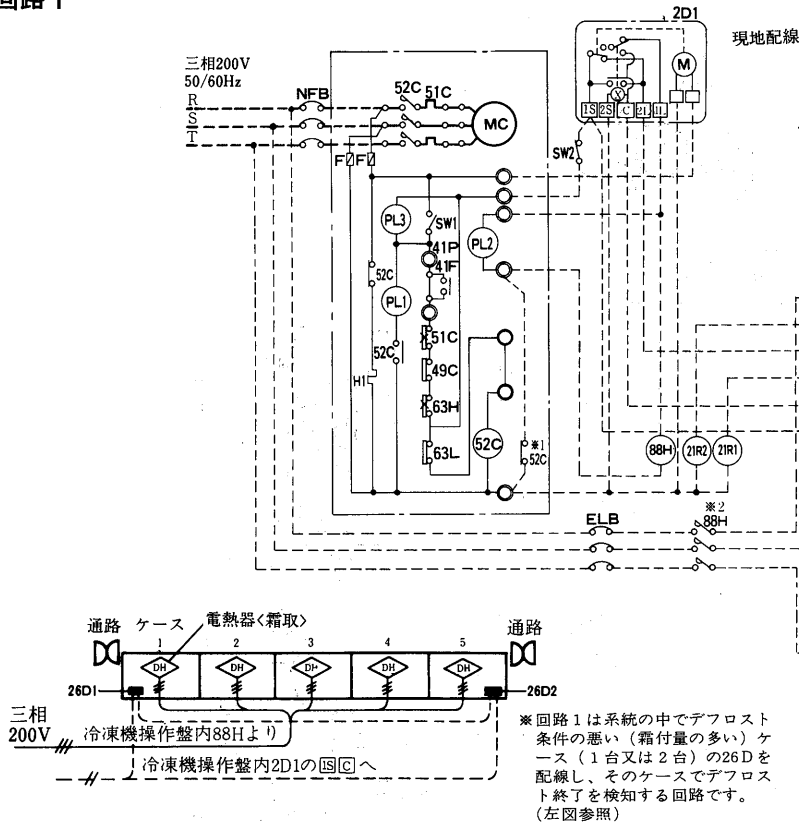 回路1
2D1
現地配線
三相200V
50/60Hz
R
S
T
NFB
52C
51C
MC
M
X
1S
2S
C
2L
1L
SW2
F
F
PL3
SW1
PL2
41P
41F
52C
PL1
51C
52C
49C
H1
63H
63L
52C
※1
52C
88H
21R2
21R1
ELB
※2
88H
通路
ケース
電熱器<霜取>
通路
1
2
3
4
5
DH
DH
DH
DH
DH
26D1
26D2
三相
200V
冷凍機操作盤内88Hより
冷凍機操作盤内2D1の1S Cへ
※回路1は系統の中でデフロスト
条件の悪い（霜付量の多い）ケ
ース（1台又は2台）の26Dを
配線し、そのケースでデフロス
ト終了を検知する回路です。
（左図参照）